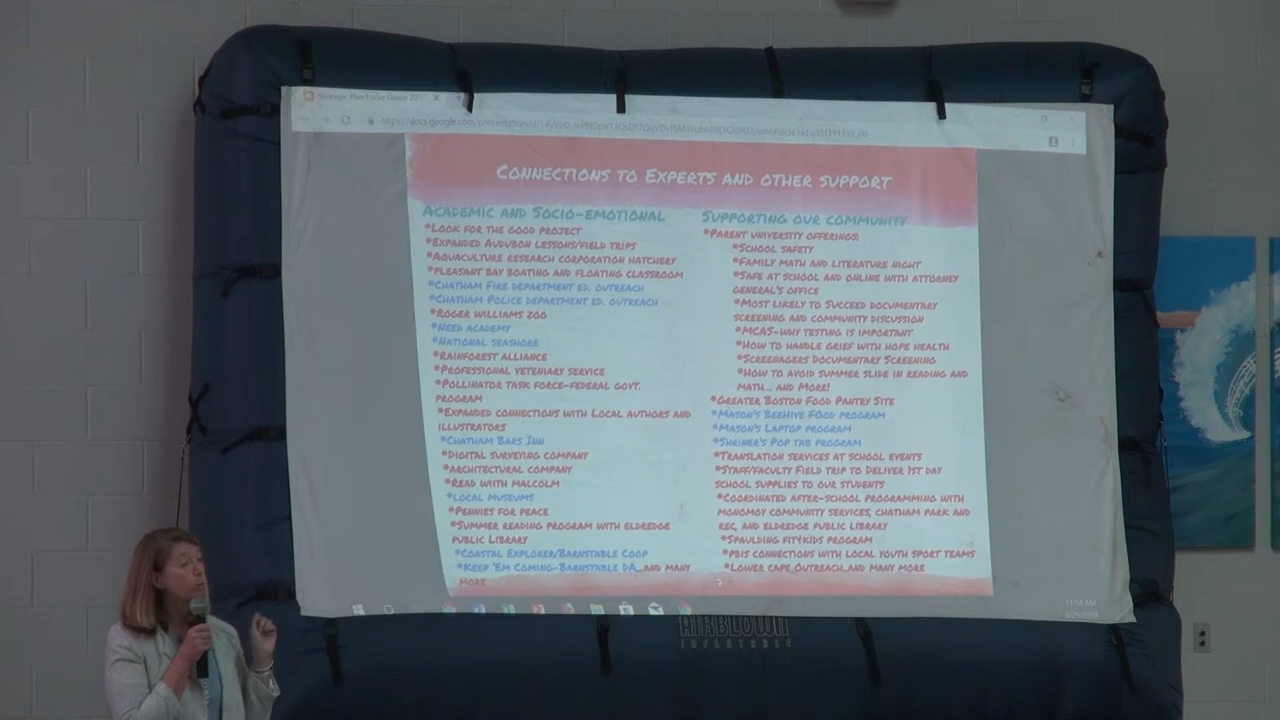 Strategic Plan Focus Group 201
CONNECTIONS TO EXPERTS AND OTHER SUPPORT
ACADEMIC AND SOCIO-EMOTIONAL
*LOOK FOR THE GOOD PROJECT
*EXPANDED AUDUBON LESSONS/FIELD TRIPS
*AQUACULTURE RESEARCH CORPORATION HATCHERY
*PLEASANT BAY BOATING AND FLOATING CLASSROOM
*CHATHAM FIRE DEPARTMENT ED. OUTREACH
*CHATHAM POLICE DEPARTMENT ED. OUTREACH
*ROGER WILLIAMS ZOO
*NEED ACADEMY
*NATIONAL SEASHORE
*RAINFOREST ALLIANCE
*PROFESSIONAL VETENIARY SERVICE
*POLLINATOR TASK FORCE-FEDERAL GOVT.
PROGRAM
*EXPANDED CONNECTIONS WITH LOCAL AUTHORS AND
ILLUSTRATORS
*CHATHAM BARS INN
*DIGITAL SURVEYING COMPANY
*ARCHITECTURAL COMPANY
*READ WIITH MALCOLM
*LOCAL MUSEUMS
*PENNIES FOR PEACE
*SUMMER READING PROGRAM WITH ELDREDGE
PUBLIC LIBRARY
*COASTAL EXPLORER/BARNSTABLE COOP
*KEEP 'EM COMING-BARNSTABLE DA...AND MANY
MORE
SUPPORTING OUR COMMUNITY
*PARENT UNIVERSITY OFFERINGS:
*SCHOOL SAFETY
*FAMILY MATH AND LITERATURE NIGHT
*SAFE AT SCHOOL AND ONLINE WITH ATTORNEY
GENERAL'S OFFICE
*MOST LIKELY TO SUCCEED DOCUMENTARY
SCREENING AND COMMUNITY DISCUSSION
*MCAS-WHY TESTING IS IMPORTANT
*HOW TO HANDLE GRIEF WITH HOPE HEALTH
*SCREENAGERS DOCUMENTARY SCREENING
*HOW TO AVOID SUMMER SLIDE IN READING AND
MATH... AND MORE!
*GREATER BOSTON FOOD PANTRY SITE
*MASON'S BEEHIVE FOOD PROGRAM
*MASON'S LAPTOP PROGRAM
*SHRINER'S POP TAB PROGRAM
*TRANSLATION SERVICES AT SCHOOL EVENTS
*STAFF/FACULTY FIELD TRIP TO DELIVER 1ST DAY
SCHOOL SUPPLIES TO OUR STUDENTS
*COORDINATED AFTER-SCHOOL PROGRAMMING WITH
MONOMOY COMMUNITY SERVICES, CHATHAM PARK AND
REC, AND ELDREDGE PUBLIC LIBRARY
*SPAULDING FIT4KIDS PROGRAM
*PBIS CONNECTIONS WITH LOCAL YOUTH SPORT TEAMS
*LOWER CAPE OUTREACH...AND MANY MORE
AIRBLOWN
INFLATABLE